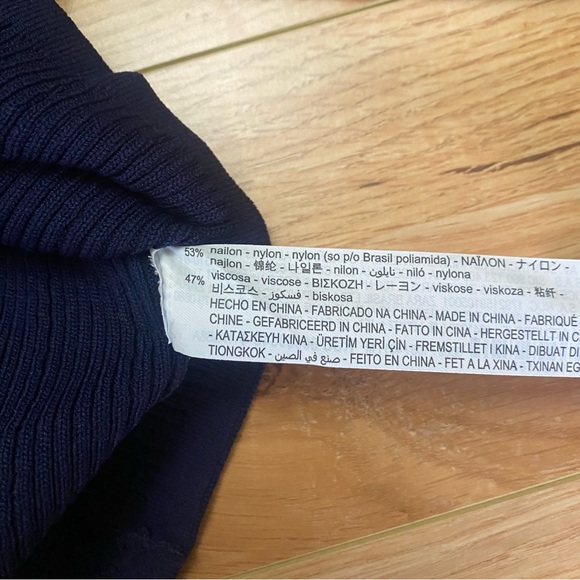 53% nailon - nylon - nylon (so p/o Brasil poliamida) - ΝΑΪΛΟΝ - ナイロン -
najlon - 锦纶 - 나일론 - nilon - نايلون - niló - nylona
47% viscosa - viscose - ΒΙΣΚΟΖΗ - レーヨン - viskose - viskoza - 粘纤 -
비스코스 - فسكوز - biskosa
HECHO EN CHINA - FABRICADO NA CHINA - MADE IN CHINA - FABRIQUÉ
CHINE - GEFABRICEERD IN CHINA - FATTO IN CINA - HERGESTELLT IN C
- ΚΑΤΑΣΚΕΥΗ ΚΙΝΑ - ÜRETİM YERİ ÇİN - FREMSTILLET I KINA - DIBUAT DI
TIONGKOK - صنع في الصين - FEITO EN CHINA - FET A LA XINA - TXINAN EG